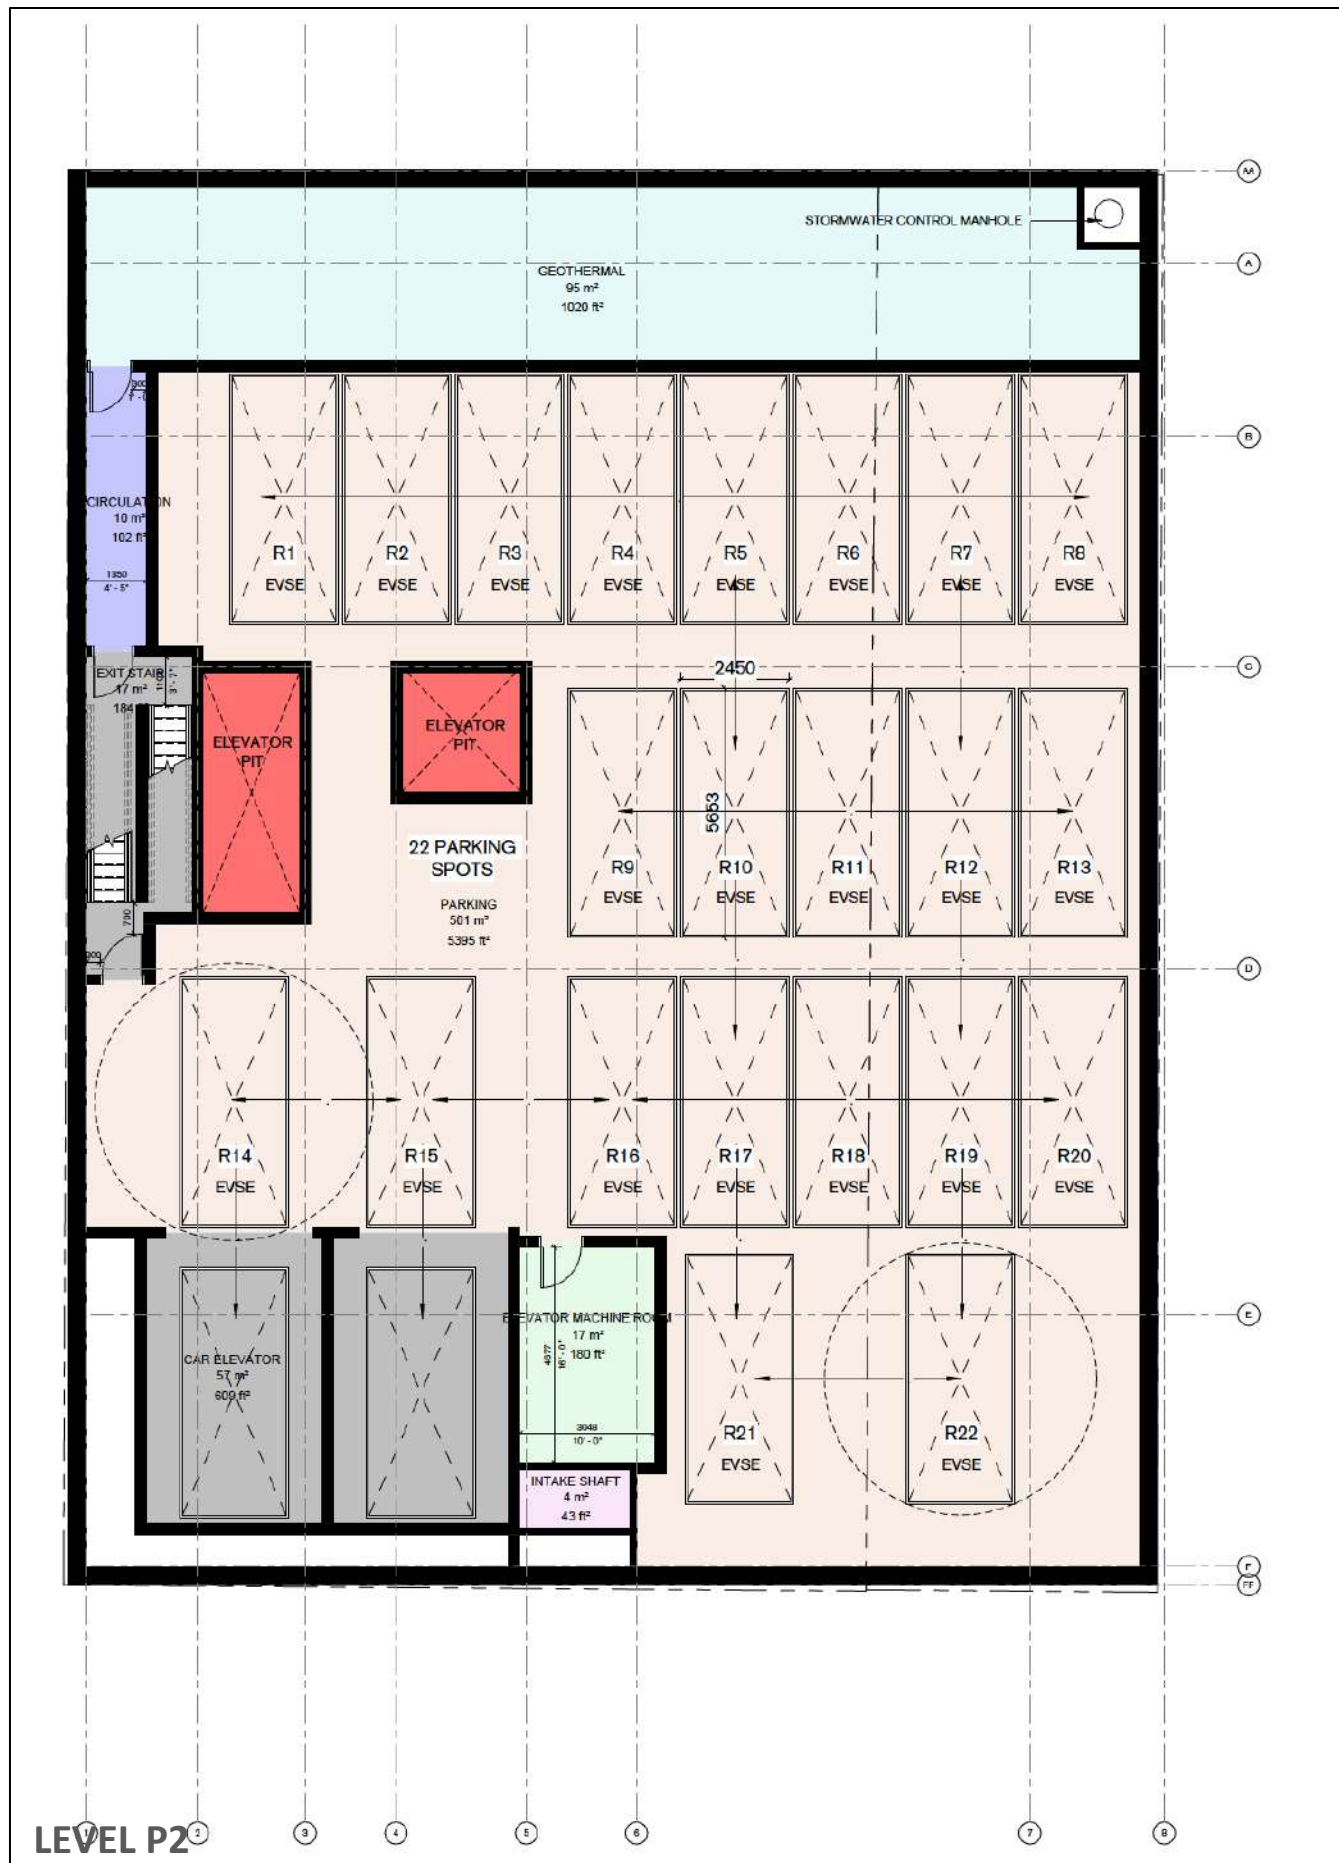 AA
STORMWATER CONTROL MANHOLE
A
GEOTHERMAL
95 m²
1020 ft²
B
CIRCULATION
10 m²
102 ft²
1350
4' - 5"
R1
EVSE
R2
EVSE
R3
EVSE
R4
EVSE
R5
EVSE
R6
EVSE
R7
EVSE
R8
EVSE
C
EXIT STAIR
17 m²
184
2450
5653
ELEVATOR
PIT
ELEVATOR
PIT
22 PARKING
SPOTS
PARKING
501 m²
5395 ft²
R9
EVSE
R10
EVSE
R11
EVSE
R12
EVSE
R13
EVSE
700
900
D
R14
EVSE
R15
EVSE
R16
EVSE
R17
EVSE
R18
EVSE
R19
EVSE
R20
EVSE
E
ELEVATOR MACHINE ROOM
17 m²
180 ft²
4877
16' - 0"
3048
10' - 0"
CAR ELEVATOR
57 m²
609 ft²
R21
EVSE
R22
EVSE
INTAKE SHAFT
4 m²
43 ft²
F
FF
LEVEL P2
1
2
3
4
5
6
7
8